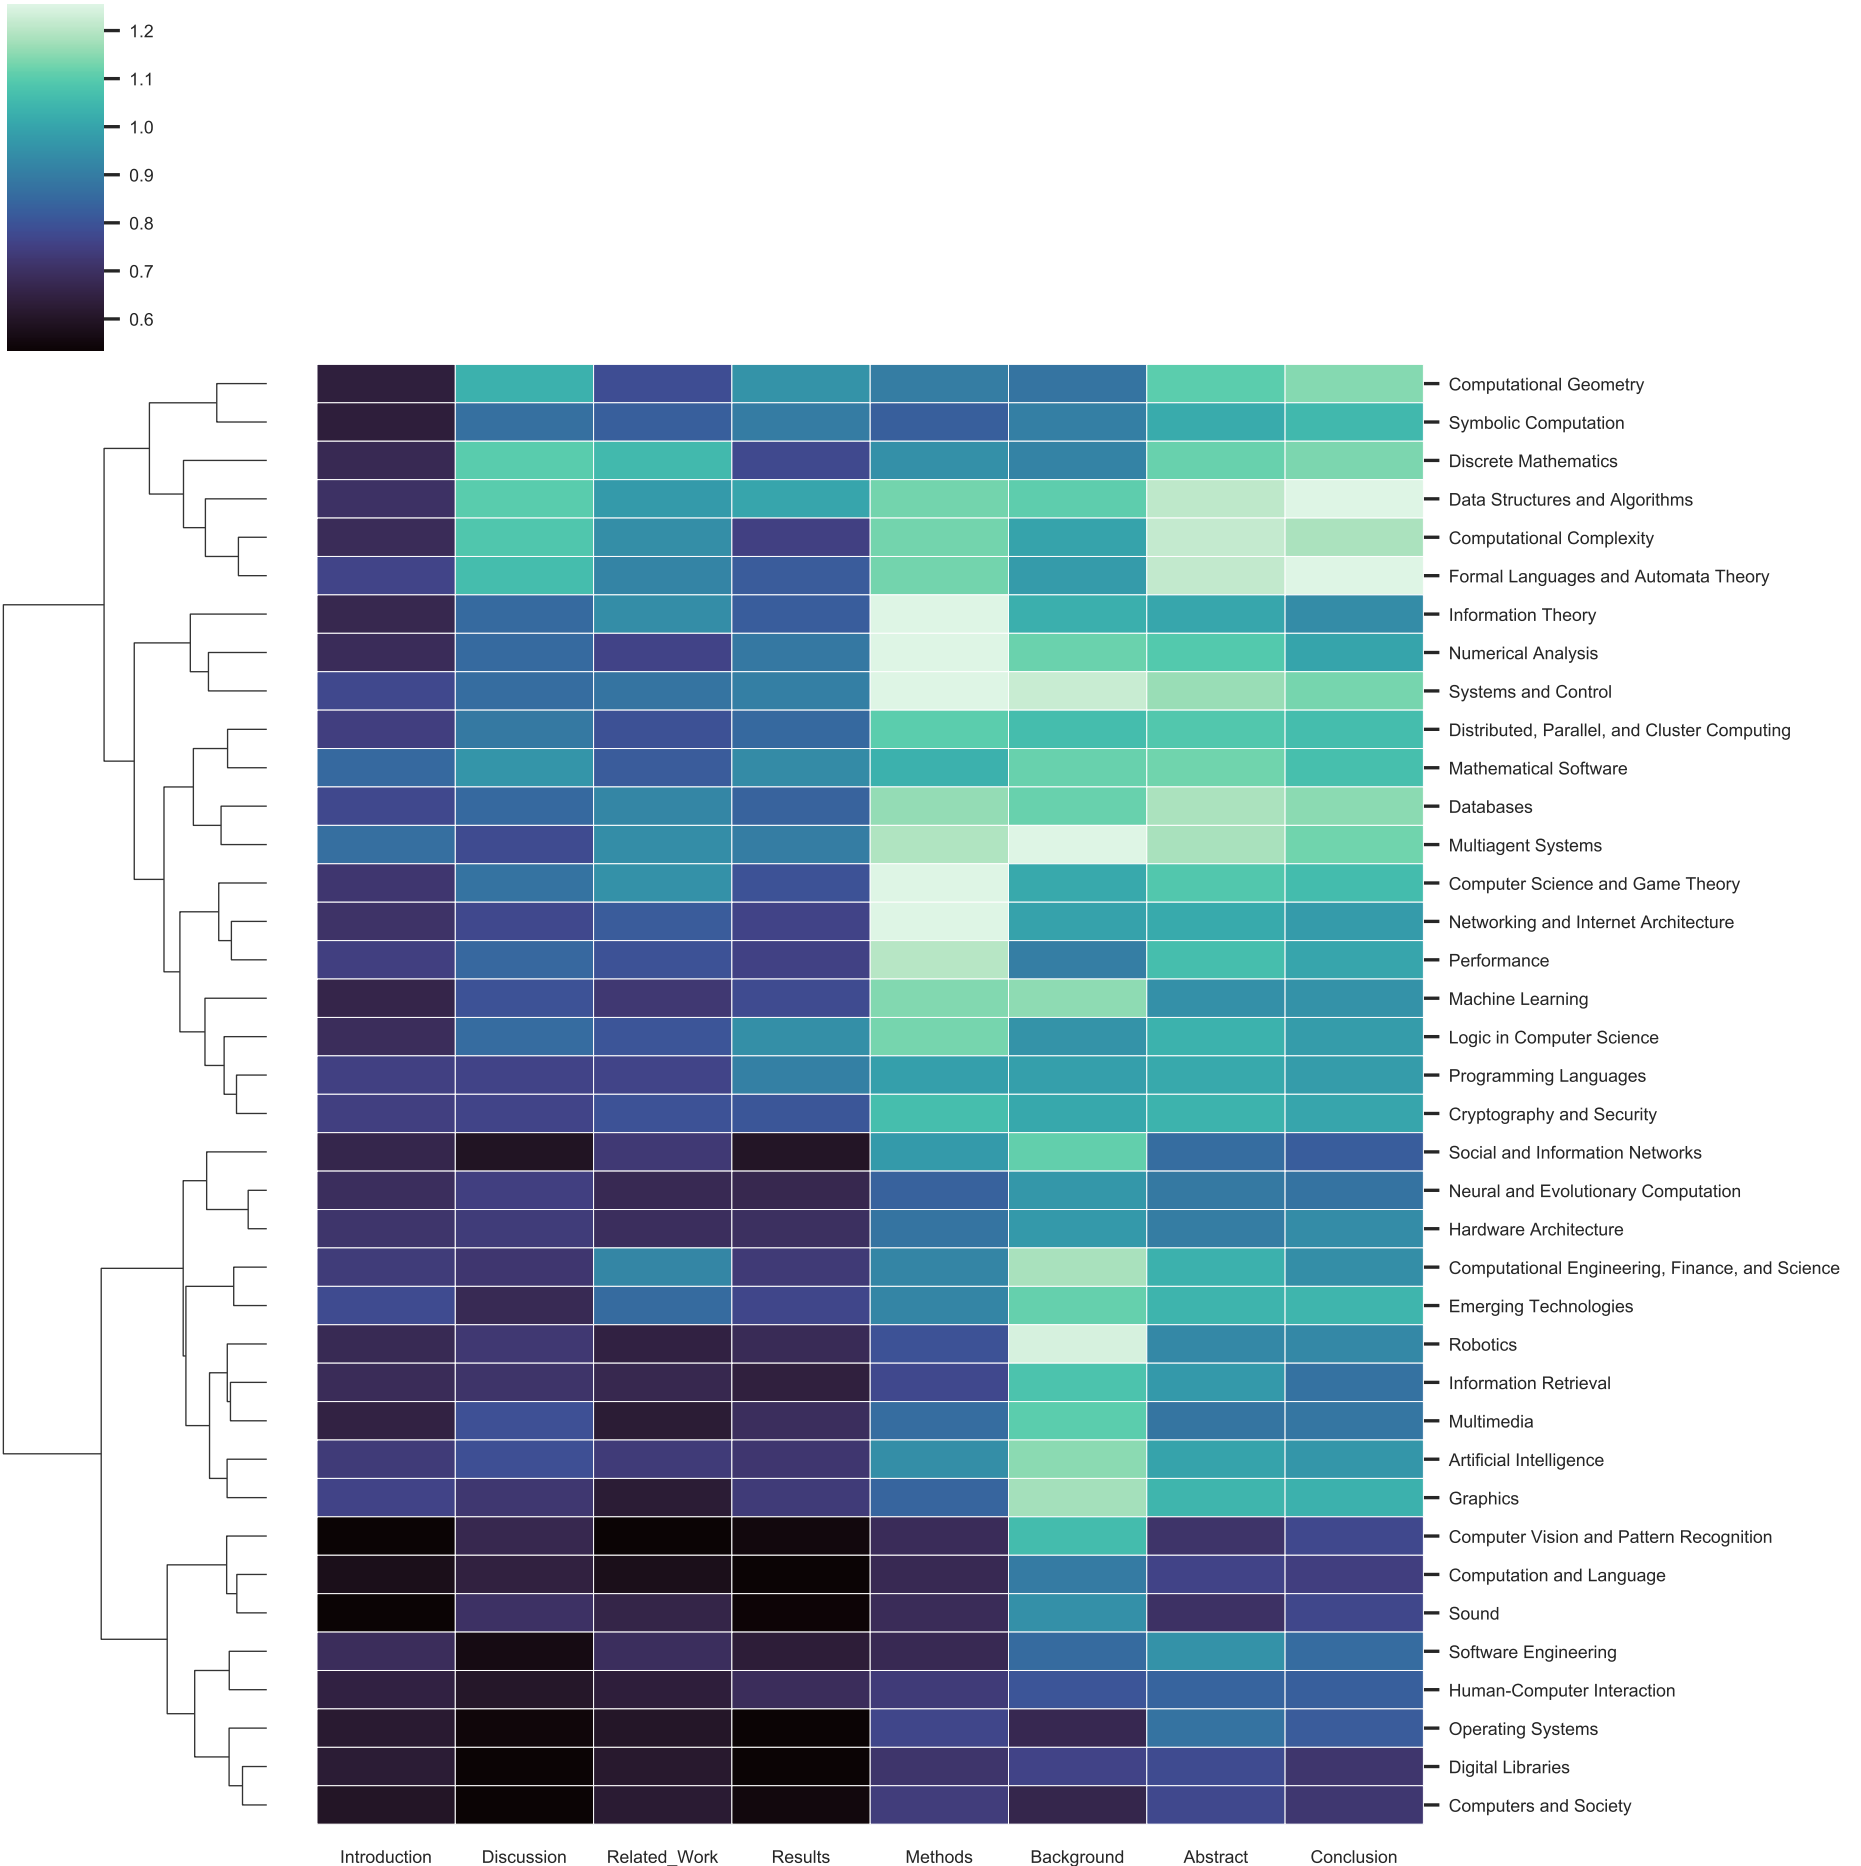 1.2
1.1
1.0
0.9
0.8
0.7
0.6
Computational Geometry
Symbolic Computation
Discrete Mathematics
Data Structures and Algorithms
Computational Complexity
Formal Languages and Automata Theory
Information Theory
Numerical Analysis
Systems and Control
Distributed, Parallel, and Cluster Computing
Mathematical Software
Databases
Multiagent Systems
Computer Science and Game Theory
Networking and Internet Architecture
Performance
Machine Learning
Logic in Computer Science
Programming Languages
Cryptography and Security
Social and Information Networks
Neural and Evolutionary Computation
Hardware Architecture
Computational Engineering, Finance, and Science
Emerging Technologies
Robotics
Information Retrieval
Multimedia
Artificial Intelligence
Graphics
Computer Vision and Pattern Recognition
Computation and Language
Sound
Software Engineering
Human-Computer Interaction
Operating Systems
Digital Libraries
Computers and Society
Introduction Discussion Related_Work Results Methods Background Abstract Conclusion